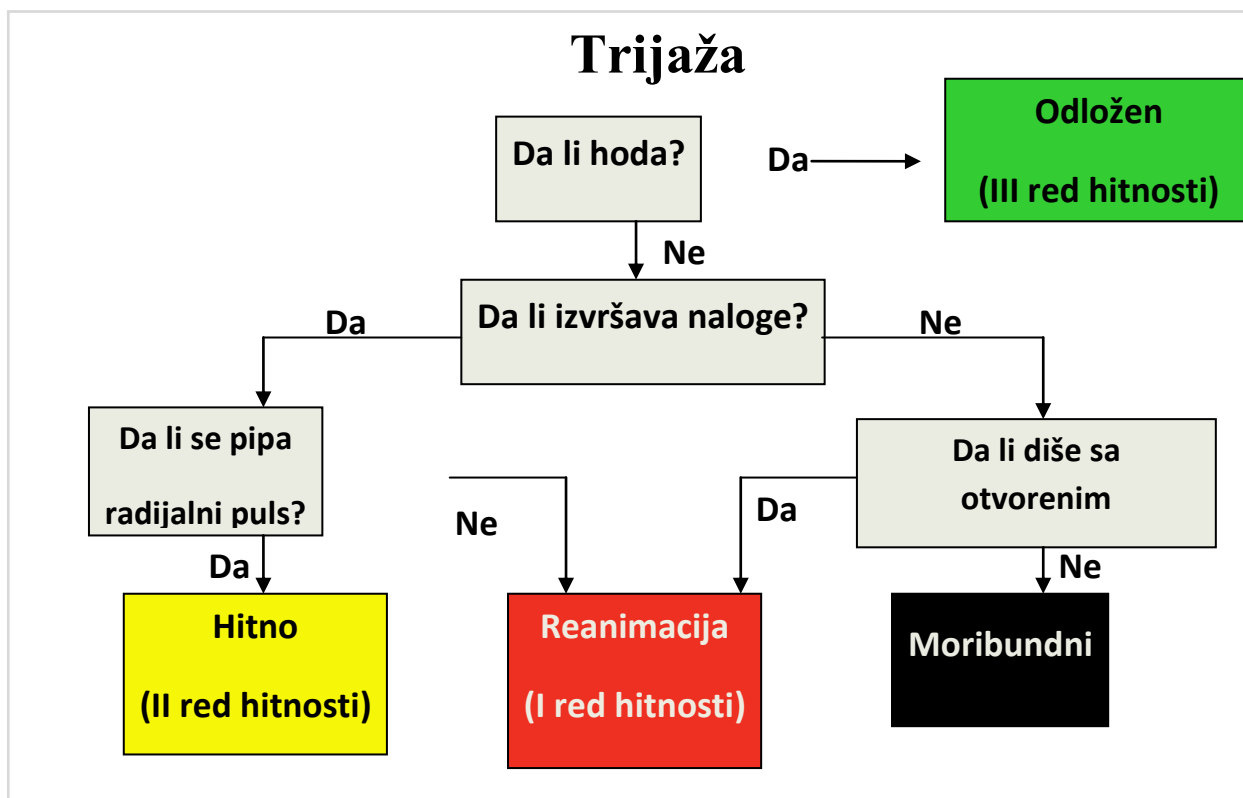 Trijaža
Da li hoda?
Da
Odložen
(III red hitnosti)
Ne
Da li izvršava naloge?
Da
Ne
Da li se pipa
radijalni puls?
Ne
Da
Da li diše sa
otvorenim
Da
Ne
Hitno
(II red hitnosti)
Reanimacija
(I red hitnosti)
Moribundni